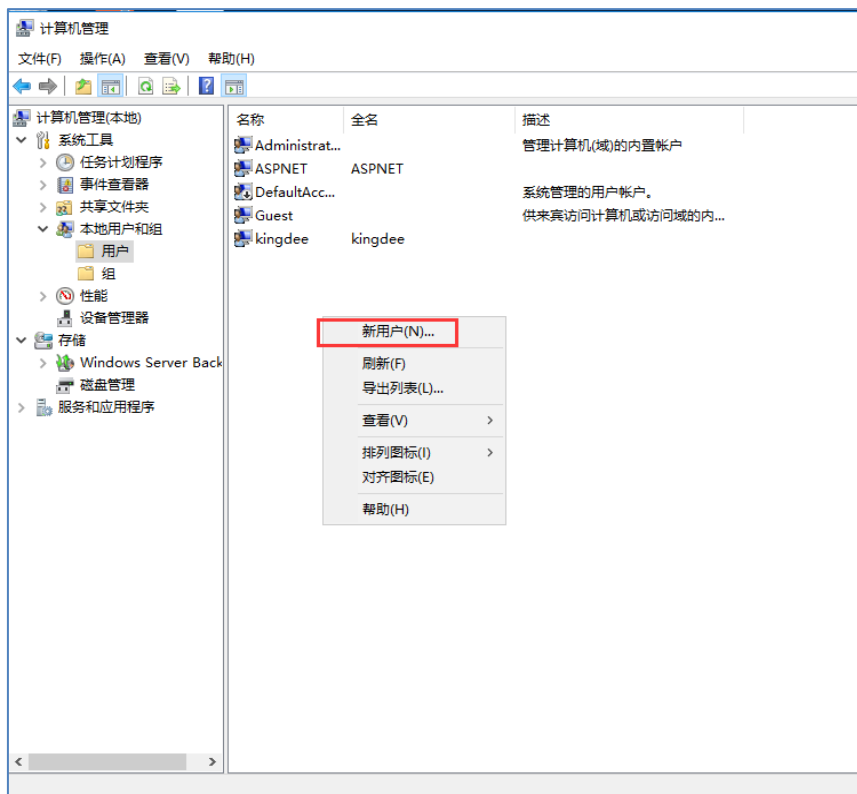 计算机管理
文件(F) 操作(A) 查看(V) 帮助(H)
计算机管理(本地)
系统工具
任务计划程序
事件查看器
共享文件夹
本地用户和组
用户
组
性能
设备管理器
存储
Windows Server Back
磁盘管理
服务和应用程序
名称 全名 描述
Administrat... 管理计算机(域)的内置帐户
ASPNET ASPNET
DefaultAcc... 系统管理的用户帐户。
Guest 供来宾访问计算机或访问域的内...
kingdee kingdee
新用户(N)...
刷新(F)
导出列表(L)...
查看(V)
排列图标(I)
对齐图标(E)
帮助(H)